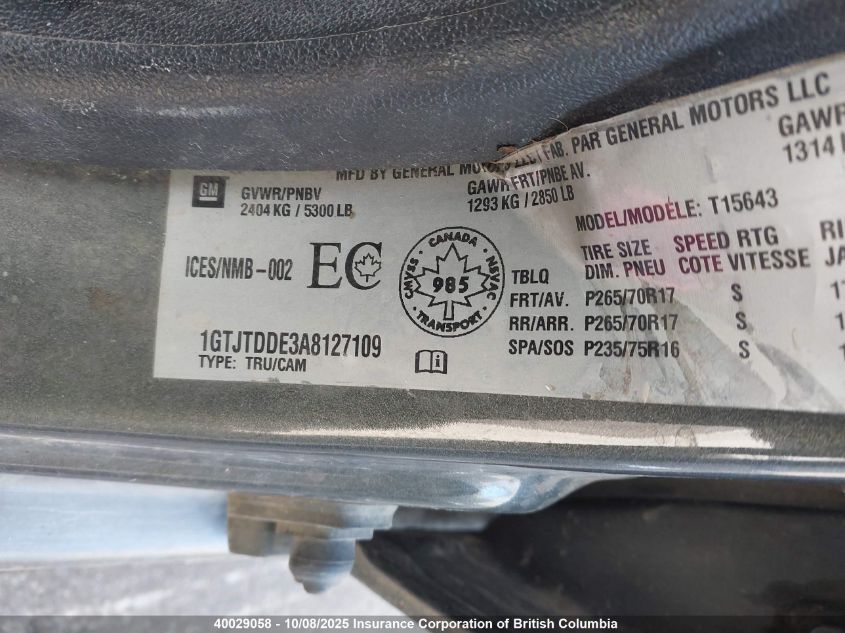 MFD BY GENERAL MOTORS LLC / FAB. PAR GENERAL MOTORS LLC
GM
GVWR/PNBV
2404 KG / 5300 LB
GAWR FRT/PNBE AV.
1293 KG / 2850 LB
GAWR
1314
MODEL/MODÈLE: T15643
ICES/NMB-002
EC
CANADA
CMVSS
985
NSVAC
TRANSPORT
TIRE SIZE SPEED RTG
DIM. PNEU COTE VITESSE
TBLQ
FRT/AV. P265/70R17 S
RR/ARR. P265/70R17 S
SPA/SOS P235/75R16 S
1GTJTDDE3A8127109
TYPE: TRU/CAM
40029058 - 10/08/2025 Insurance Corporation of British Columbia